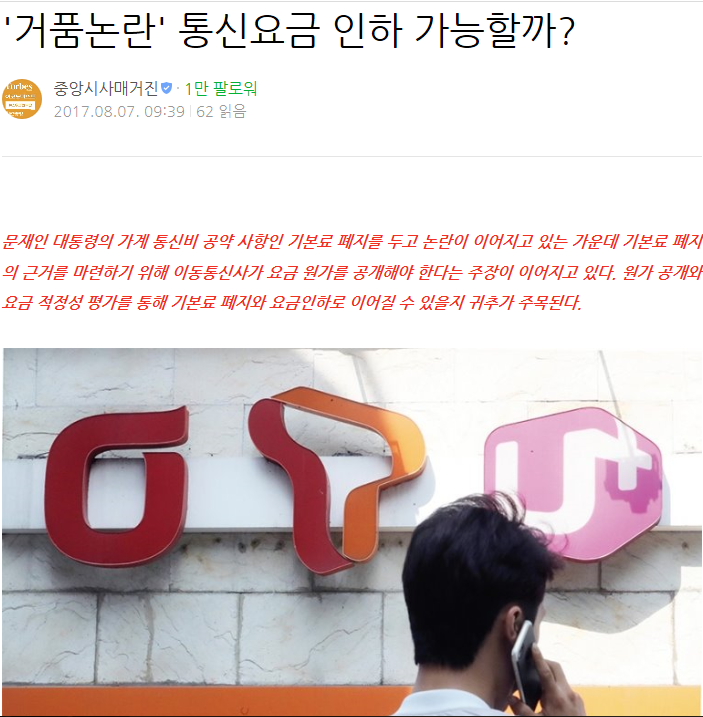 '거품논란' 통신요금 인하 가능할까?
Forbes
중앙시사매거진 · 1만 팔로워
2017.08.07. 09:39 | 62 읽음
문재인 대통령의 가계 통신비 공약 사항인 기본료 폐지를 두고 논란이 이어지고 있는 가운데 기본료 폐지
의 근거를 마련하기 위해 이동통신사가 요금 원가를 공개해야 한다는 주장이 이어지고 있다. 원가 공개와
요금 적정성 평가를 통해 기본료 폐지와 요금인하로 이어질 수 있을지 귀추가 주목된다.
U+